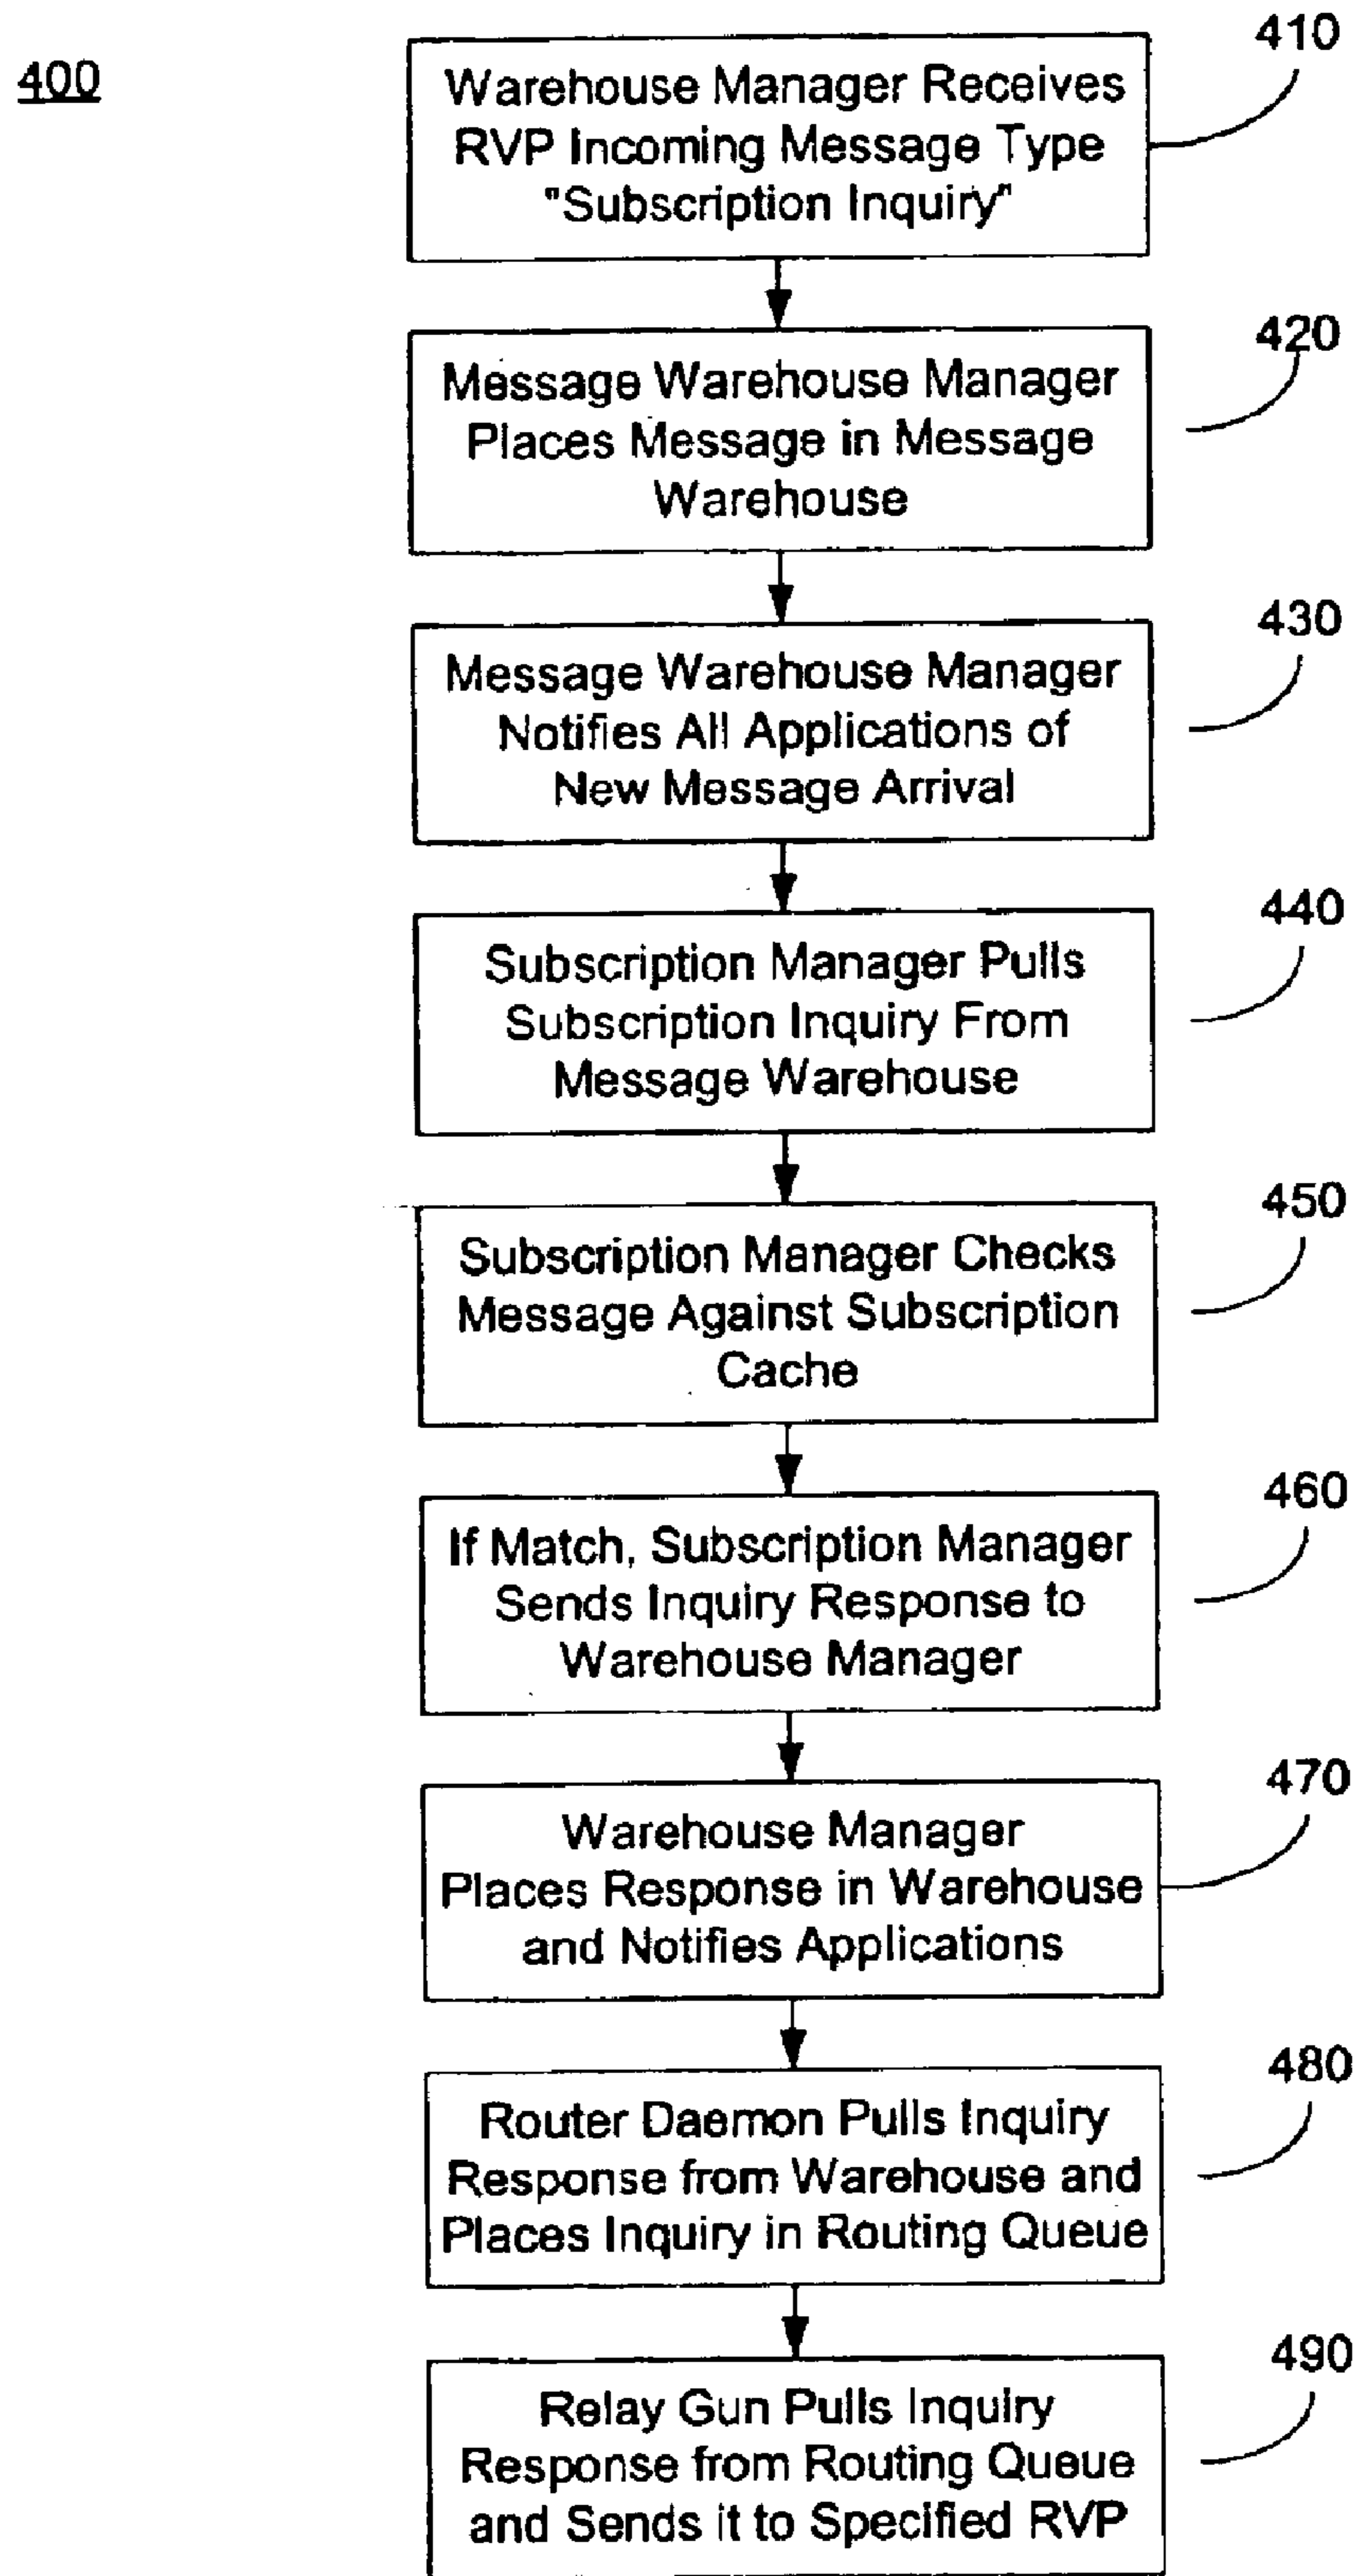 400
410
Warehouse Manager Receives
RVP Incoming Message Type
"Subscription Inquiry"
420
Message Warehouse Manager
Places Message in Message
Warehouse
430
Message Warehouse Manager
Notifies All Applications of
New Message Arrival
440
Subscription Manager Pulls
Subscription Inquiry From
Message Warehouse
450
Subscription Manager Checks
Message Against Subscription
Cache
460
If Match, Subscription Manager
Sends Inquiry Response to
Warehouse Manager
470
Warehouse Manager
Places Response in Warehouse
and Notifies Applications
480
Router Daemon Pulls Inquiry
Response from Warehouse and
Places Inquiry in Routing Queue
490
Relay Gun Pulls Inquiry
Response from Routing Queue
and Sends it to Specified RVP